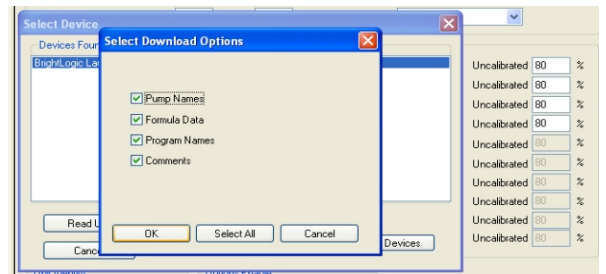 Select Device
Devices Four
BrightLogic Lau
Select Download Options
Pump Names
Formula Data
Program Names
Comments
OK Select All Cancel
Read U
Cance
Devices
Uncalibrated 80 %
Uncalibrated 80 %
Uncalibrated 80 %
Uncalibrated 80 %
Uncalibrated 80 %
Uncalibrated 80 %
Uncalibrated 80 %
Uncalibrated 80 %
Uncalibrated 80 %
Uncalibrated 80 %